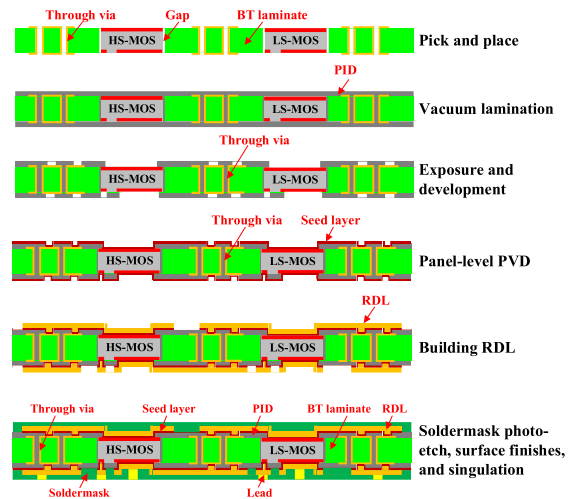 Through via
Gap
BT laminate
HS-MOS
LS-MOS
Pick and place
PID
HS-MOS
LS-MOS
Vacuum lamination
Through via
HS-MOS
LS-MOS
Exposure and
development
Through via
Seed layer
HS-MOS
LS-MOS
Panel-level PVD
RDL
HS-MOS
LS-MOS
Building RDL
Through via
Seed layer
PID
BT laminate
RDL
HS-MOS
LS-MOS
Soldermask
Lead
Soldermask photo-
etch, surface finishes,
and singulation